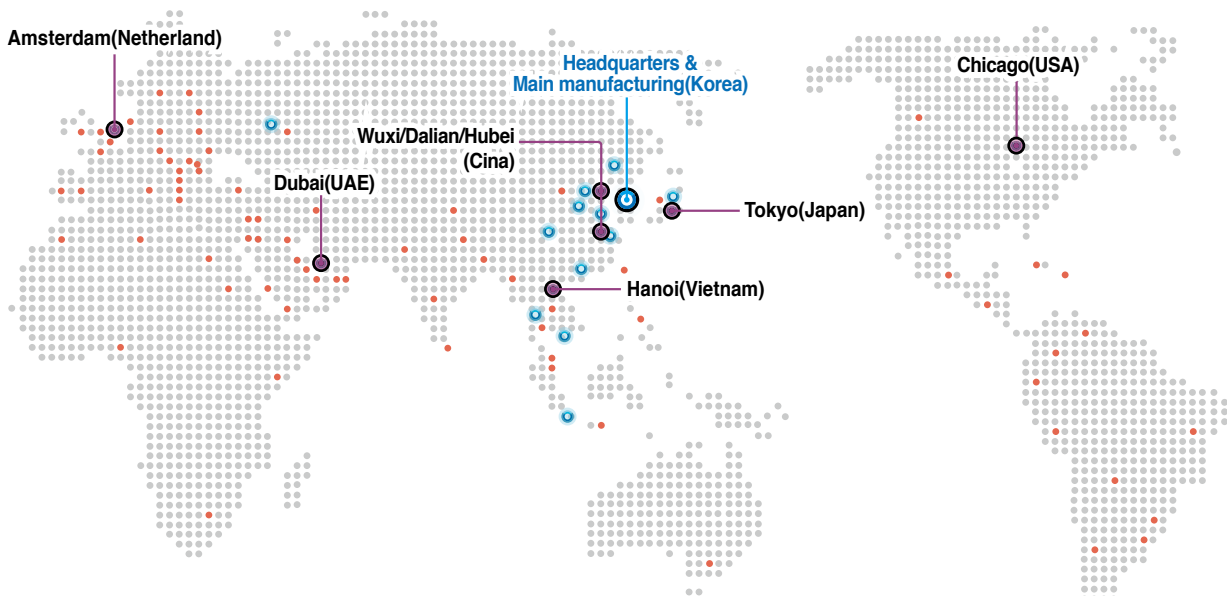 Amsterdam(Netherland)
Headquarters &
Main manufacturing(Korea)
Chicago(USA)
Wuxi/Dalian/Hubei
(Cina)
Dubai(UAE)
Tokyo(Japan)
Hanoi(Vietnam)